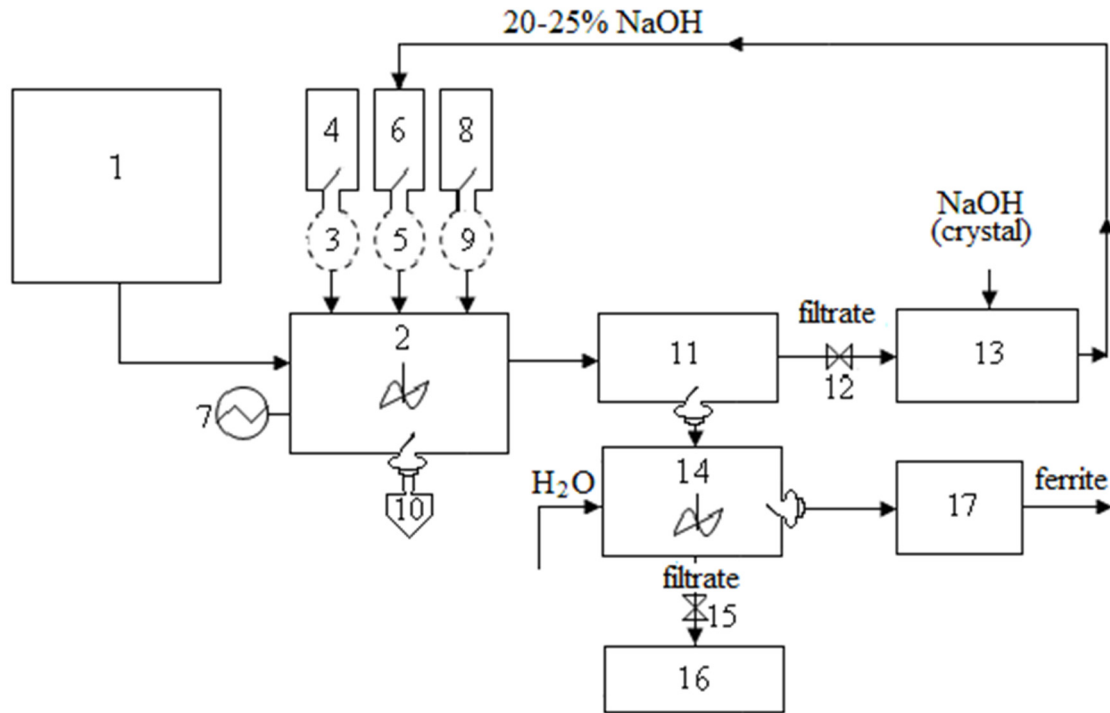 20-25% NaOH
1
4
6
8
3
5
9
NaOH
(crystal)
2
7
10
11
filtrate
12
13
H₂O
14
17
ferrite
filtrate
15
16